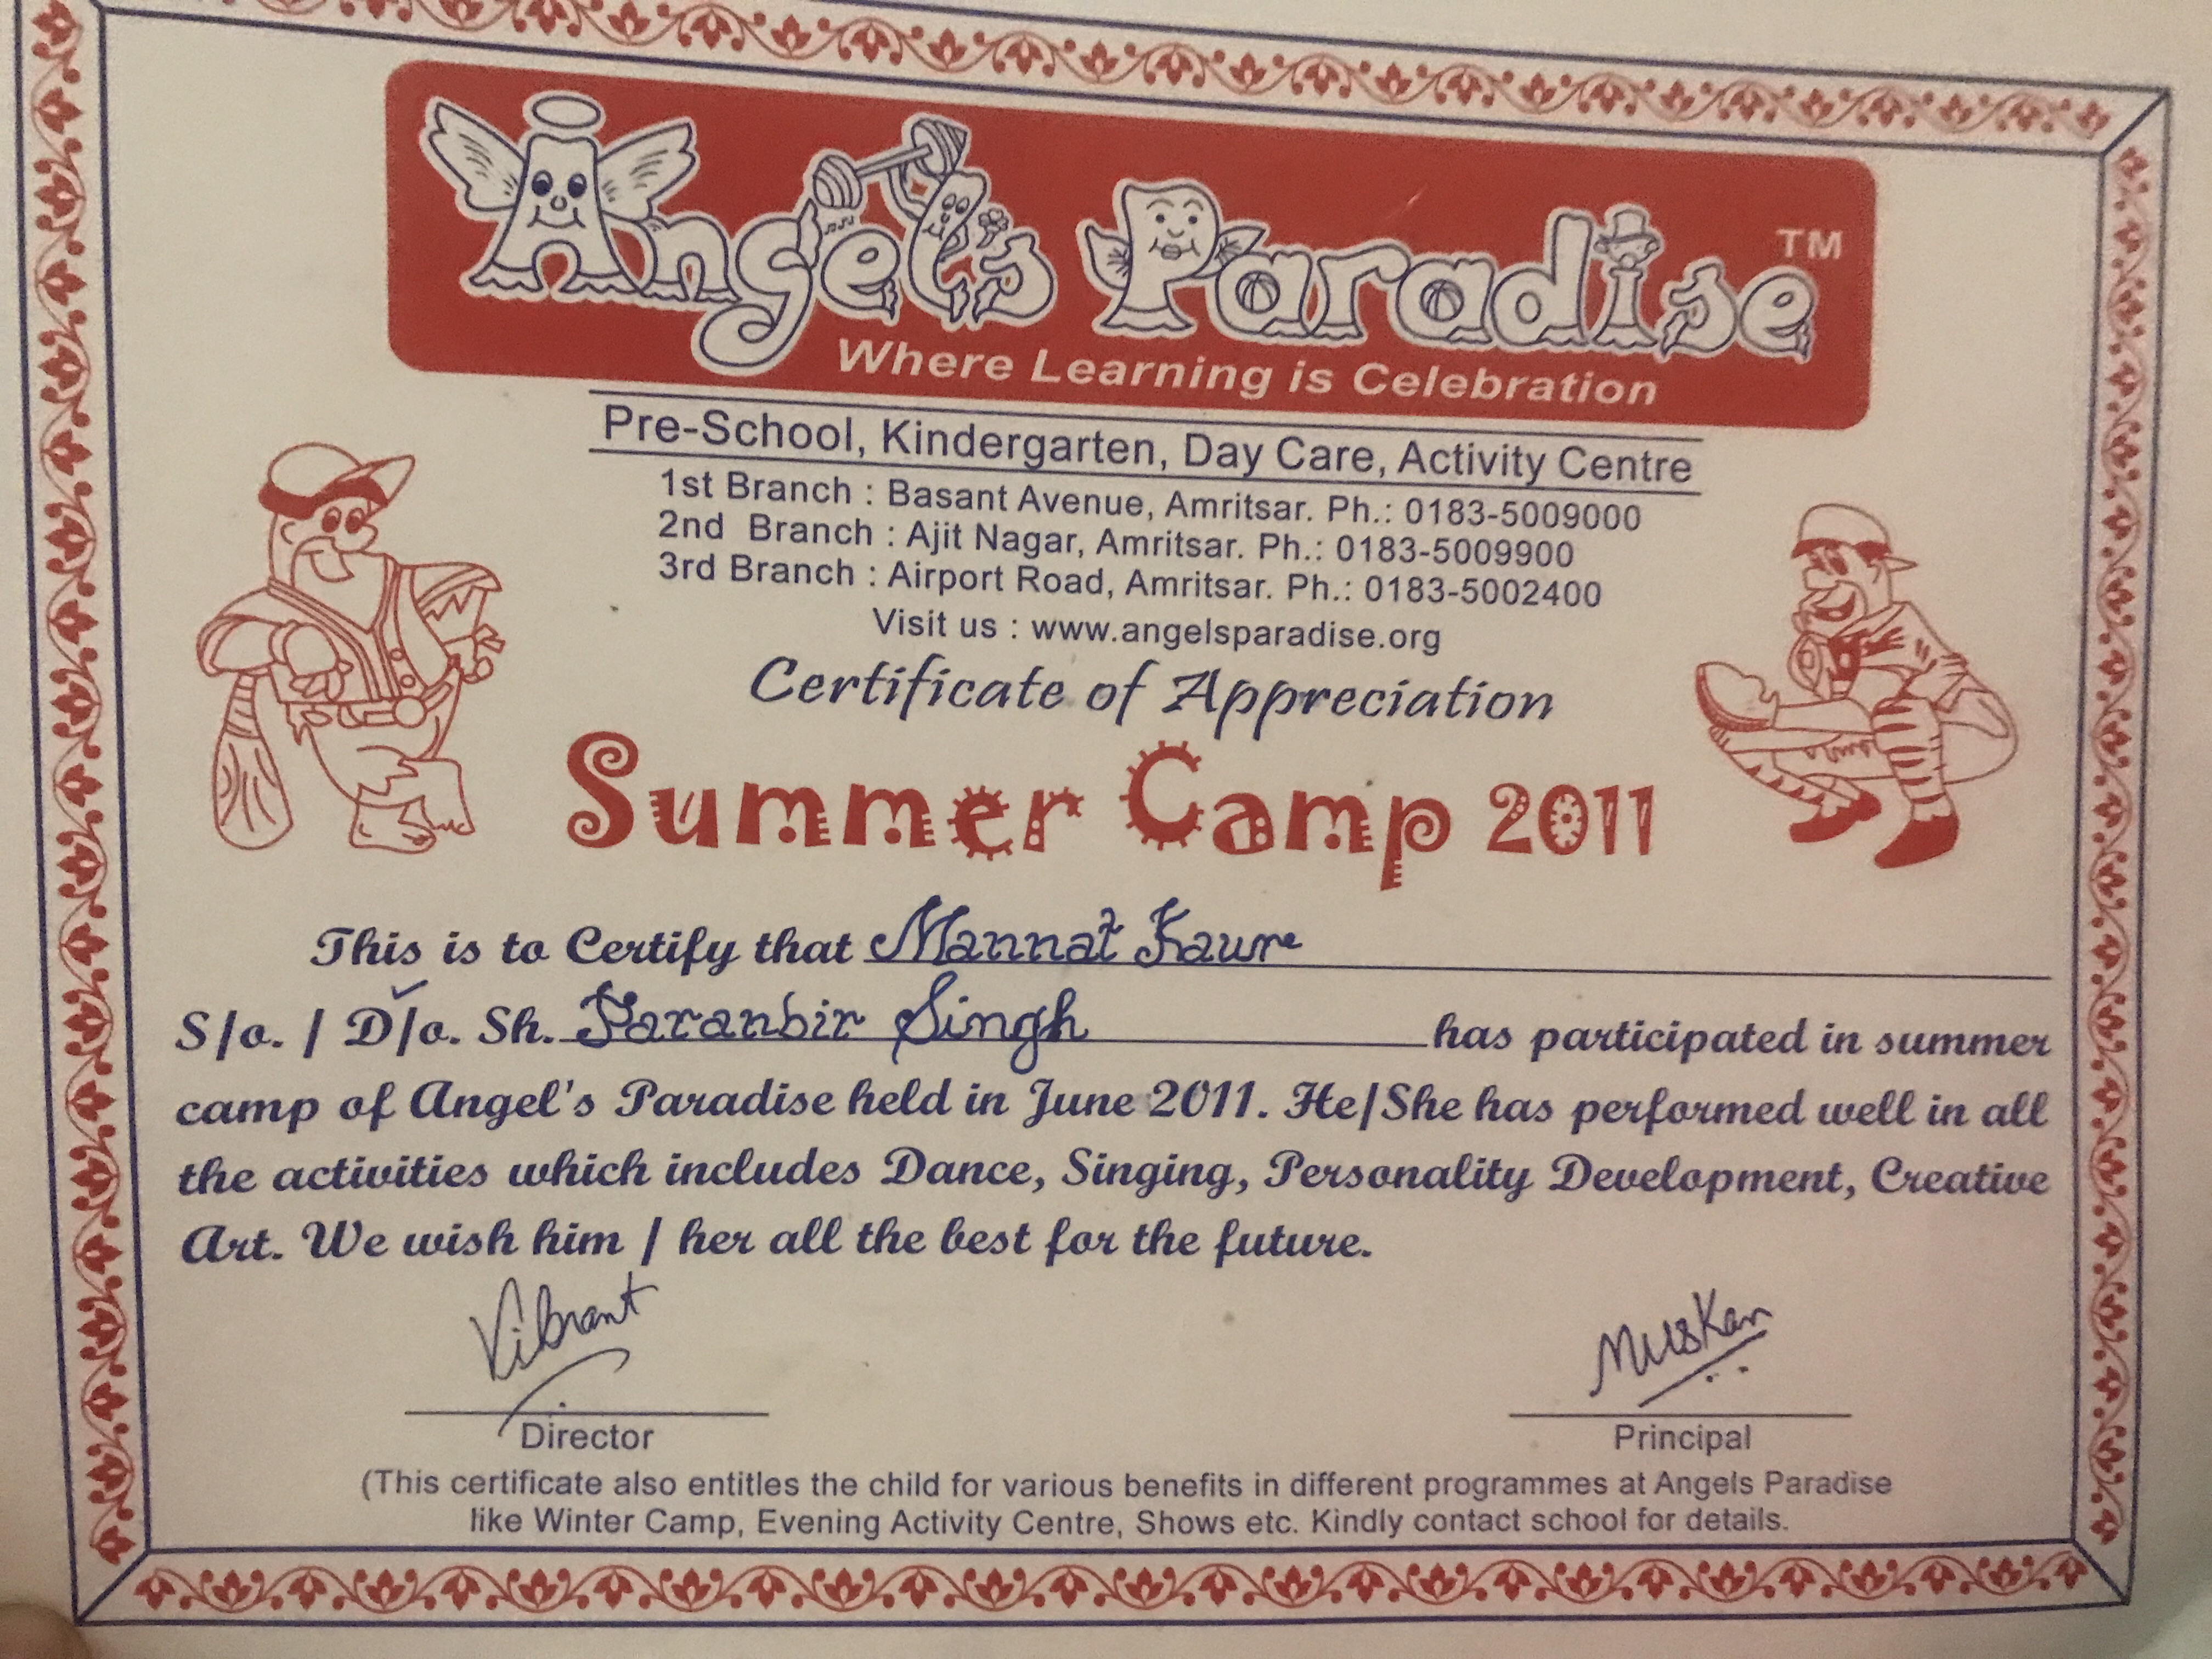 Angel's Paradise TM
Where Learning is Celebration
Pre-School, Kindergarten, Day Care, Activity Centre
1st Branch : Basant Avenue, Amritsar. Ph.: 0183-5009000
2nd Branch : Ajit Nagar, Amritsar. Ph.: 0183-5009900
3rd Branch : Airport Road, Amritsar. Ph.: 0183-5002400
Visit us : www.angelsparadise.org
Certificate of Appreciation
Summer Camp 2011
This is to Certify that Mannat Kaure
S/o. / D/o. Sh. Paranbir Singh has participated in summer
camp of Angel's Paradise held in June 2011. He/She has performed well in all
the activities which includes Dance, Singing, Personality Development, Creative
Art. We wish him / her all the best for the future.
Vibrant Muskan
Director Principal
(This certificate also entitles the child for various benefits in different programmes at Angels Paradise
like Winter Camp, Evening Activity Centre, Shows etc. Kindly contact school for details.